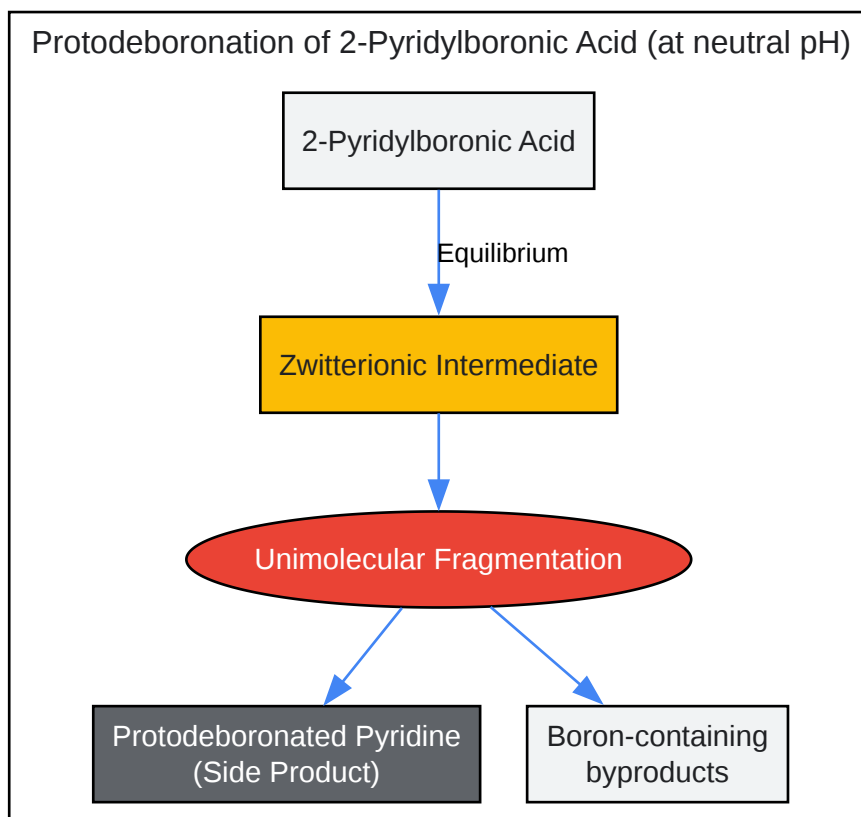 Protodeboronation of 2-Pyridylboronic Acid (at neutral pH)
2-Pyridylboronic Acid
Equilibrium
Zwitterionic Intermediate
Unimolecular Fragmentation
Protodeboronated Pyridine
(Side Product)
Boron-containing
byproducts